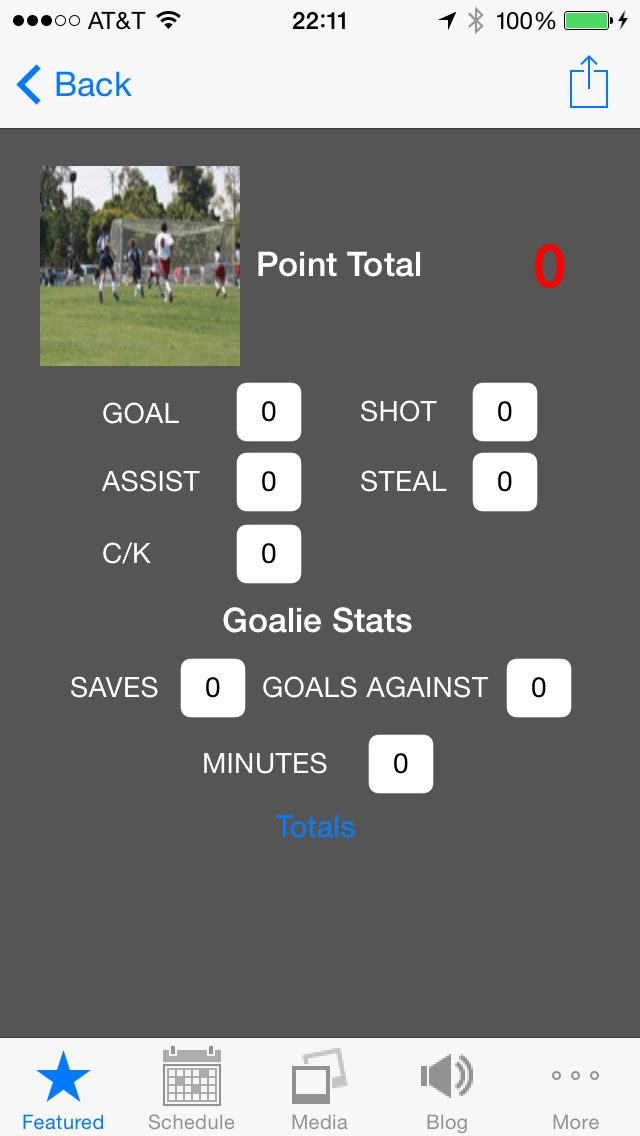 AT&T 22:11 100%
Back
Point Total 0
GOAL 0 SHOT 0
ASSIST 0 STEAL 0
C/K 0
Goalie Stats
SAVES 0 GOALS AGAINST 0
MINUTES 0
Totals
Featured Schedule Media Blog More